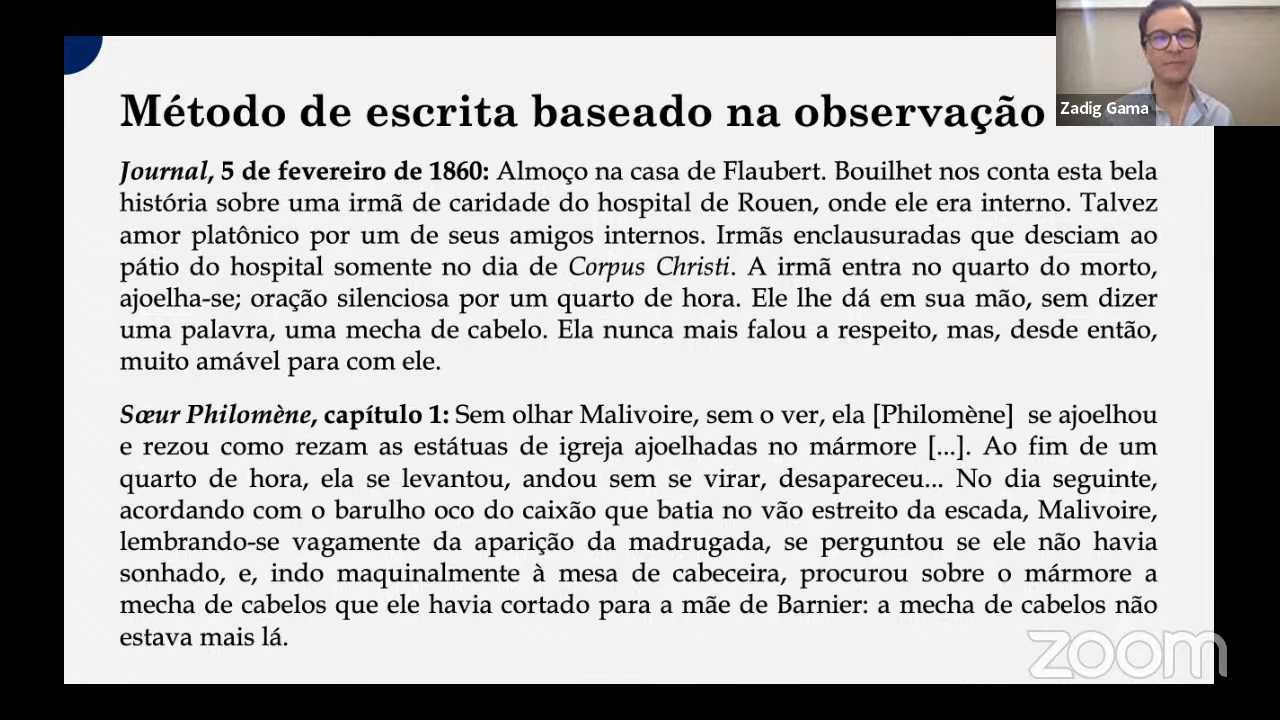 Método de escrita baseado na observação
Zadig Gama
Journal, 5 de fevereiro de 1860: Almoço na casa de Flaubert. Bouilhet nos conta esta bela
história sobre uma irmã de caridade do hospital de Rouen, onde ele era interno. Talvez
amor platônico por um de seus amigos internos. Irmãs enclausuradas que desciam ao
pátio do hospital somente no dia de Corpus Christi. A irmã entra no quarto do morto,
ajoelha-se; oração silenciosa por um quarto de hora. Ele lhe dá em sua mão, sem dizer
uma palavra, uma mecha de cabelo. Ela nunca mais falou a respeito, mas, desde então,
muito amável para com ele.
Sœur Philomène, capítulo 1: Sem olhar Malivoire, sem o ver, ela [Philomène] se ajoelhou
e rezou como rezam as estátuas de igreja ajoelhadas no mármore [...]. Ao fim de um
quarto de hora, ela se levantou, andou sem se virar, desapareceu... No dia seguinte,
acordando com o barulho oco do caixão que batia no vão estreito da escada, Malivoire,
lembrando-se vagamente da aparição da madrugada, se perguntou se ele não havia
sonhado, e, indo maquinalmente à mesa de cabeceira, procurou sobre o mármore a
mecha de cabelos que ele havia cortado para a mãe de Barnier: a mecha de cabelos não
estava mais lá.
zoom